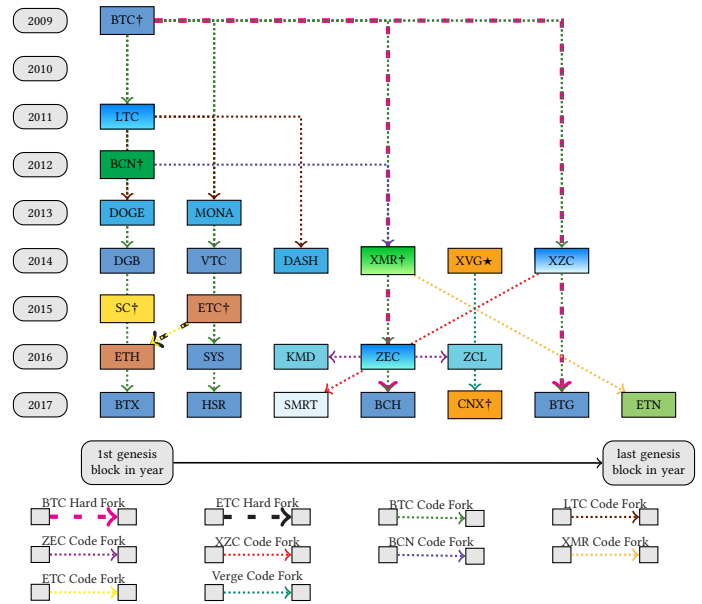 2009 BTC†
2010
2011 LTC
2012 BCN†
2013 DOGE MONA
2014 DGB VTC DASH XMR† XVG★ XZC
2015 SC† ETC†
2016 ETH SYS KMD ZEC ZCL
2017 BTX HSR SMRT BCH CNX† BTG ETN
1st genesis
block in year
last genesis
block in year
BTC Hard Fork ETC Hard Fork BTC Code Fork LTC Code Fork
ZEC Code Fork XZC Code Fork BCN Code Fork XMR Code Fork
ETC Code Fork Verge Code Fork